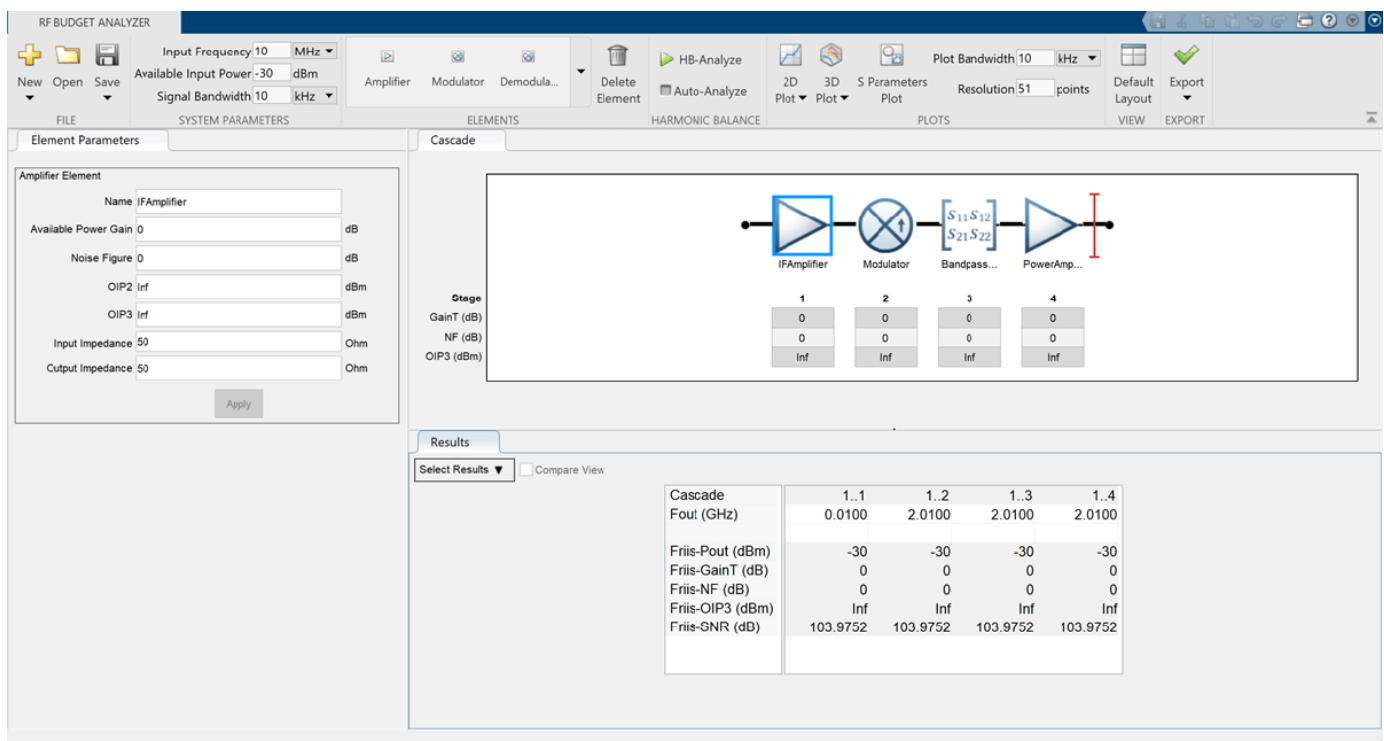 RF BUDGET ANALYZER
New
Open
Save
FILE
Input Frequency 10 MHz
Available Input Power -30 dBm
Signal Bandwidth 10 kHz
SYSTEM PARAMETERS
Amplifier
Modulator
Demodula...
ELEMENTS
Delete
Element
HB-Analyze
Auto-Analyze
HARMONIC BALANCE
2D
Plot
3D
Plot
S Parameters
Plot
Plot Bandwidth 10 kHz
Resolution 51 points
PLOTS
Default
Layout
VIEW
Export
EXPORT
Element Parameters
Amplifier Element
Name IFAmplifier
Available Power Gain 0 dB
Noise Figure 0 dB
OIP2 Inf dBm
OIP3 Inf dBm
Input Impedance 50 Ohm
Output Impedance 50 Ohm
Apply
Cascade
S11 S12
S21 S22
IFAmplifier Modulator Bandpass... PowerAmp...
Stage 1 2 3 4
GainT (dB) 0 0 0 0
NF (dB) 0 0 0 0
OIP3 (dBm) Inf Inf Inf Inf
Results
Select Results ▼ Compare View
Cascade 1..1 1..2 1..3 1..4
Fout (GHz) 0.0100 2.0100 2.0100 2.0100
Friis-Pout (dBm) -30 -30 -30 -30
Friis-GainT (dB) 0 0 0 0
Friis-NF (dB) 0 0 0 0
Friis-OIP3 (dBm) Inf Inf Inf Inf
Friis-SNR (dB) 103.9752 103.9752 103.9752 103.9752